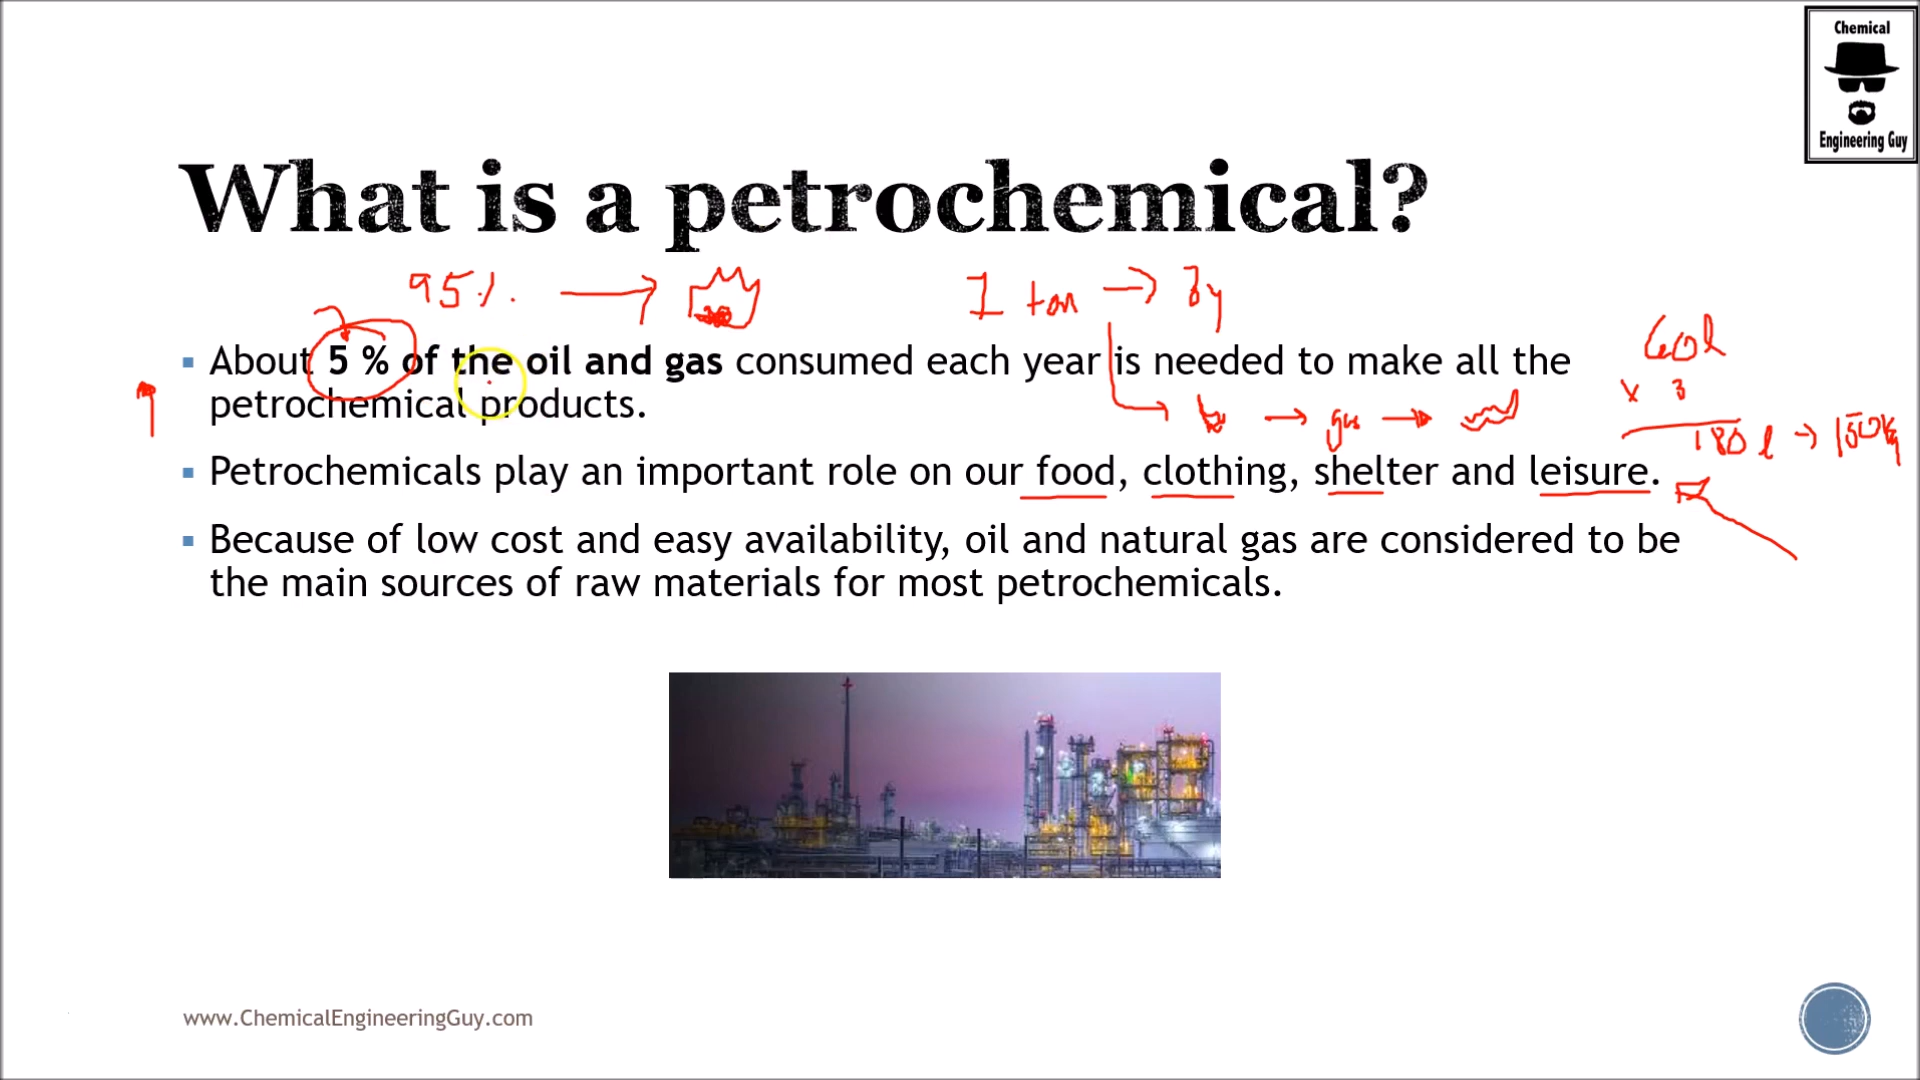 Chemical
Engineering Guy
What is a petrochemical?
95%.
1 ton → 3y
60l
x 3
180 l → 150kg
▪ About 5 % of the oil and gas consumed each year is needed to make all the
petrochemical products.
gas
▪ Petrochemicals play an important role on our food, clothing, shelter and leisure.
▪ Because of low cost and easy availability, oil and natural gas are considered to be
the main sources of raw materials for most petrochemicals.
www.ChemicalEngineeringGuy.com